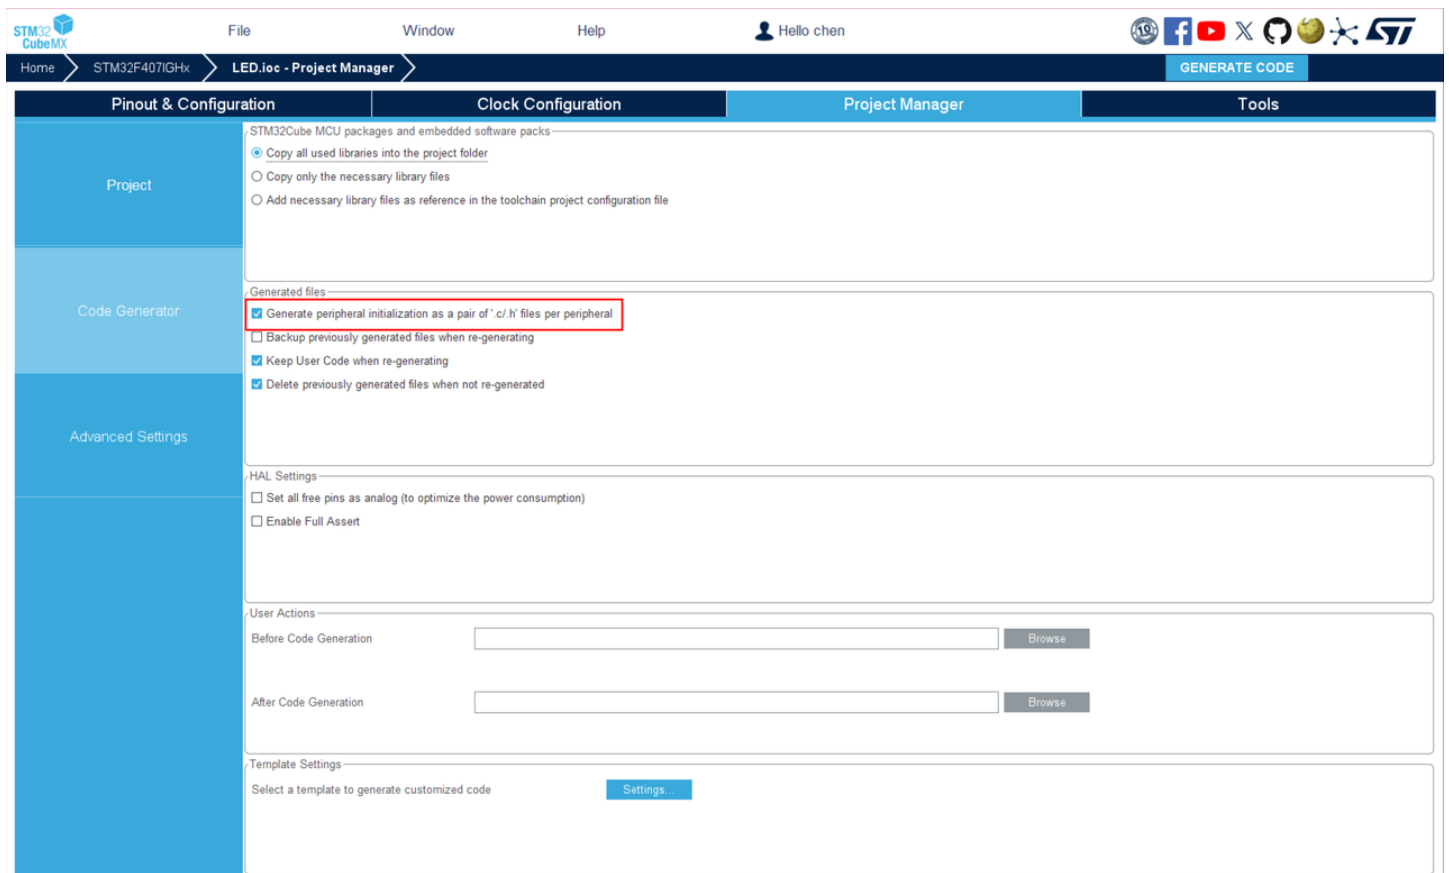 STM32
CubeMX
File
Window
Help
Hello chen
10
Home
STM32F407IGHx
LED.ioc - Project Manager
GENERATE CODE
Pinout & Configuration
Clock Configuration
Project Manager
Tools
Project
Code Generator
Advanced Settings
STM32Cube MCU packages and embedded software packs
Copy all used libraries into the project folder
Copy only the necessary library files
Add necessary library files as reference in the toolchain project configuration file
Generated files
Generate peripheral initialization as a pair of '.c/.h' files per peripheral
Backup previously generated files when re-generating
Keep User Code when re-generating
Delete previously generated files when not re-generated
HAL Settings
Set all free pins as analog (to optimize the power consumption)
Enable Full Assert
User Actions
Before Code Generation
Browse
After Code Generation
Browse
Template Settings
Select a template to generate customized code
Settings...